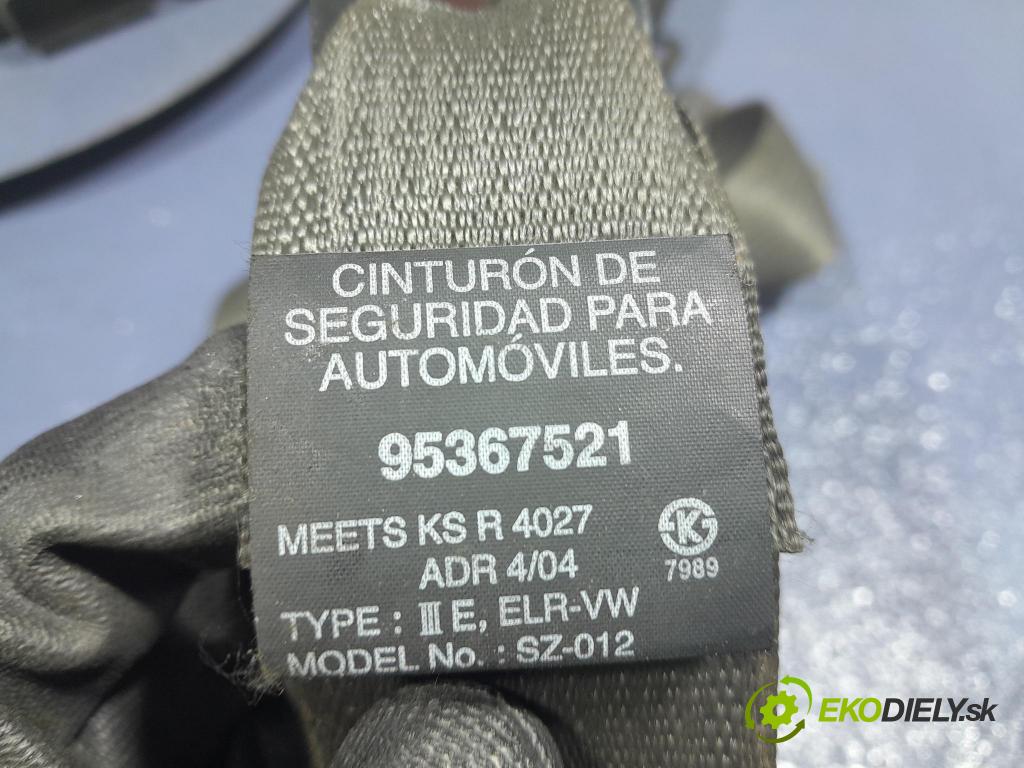 CINTURÓN DE
SEGURIDAD PARA
AUTOMÓVILES.
95367521
MEETS KS R 4027
ADR 4/04
K
7989
TYPE : Ⅲ E, ELR-VW
MODEL No. : SZ-012
EKODIELY.sk